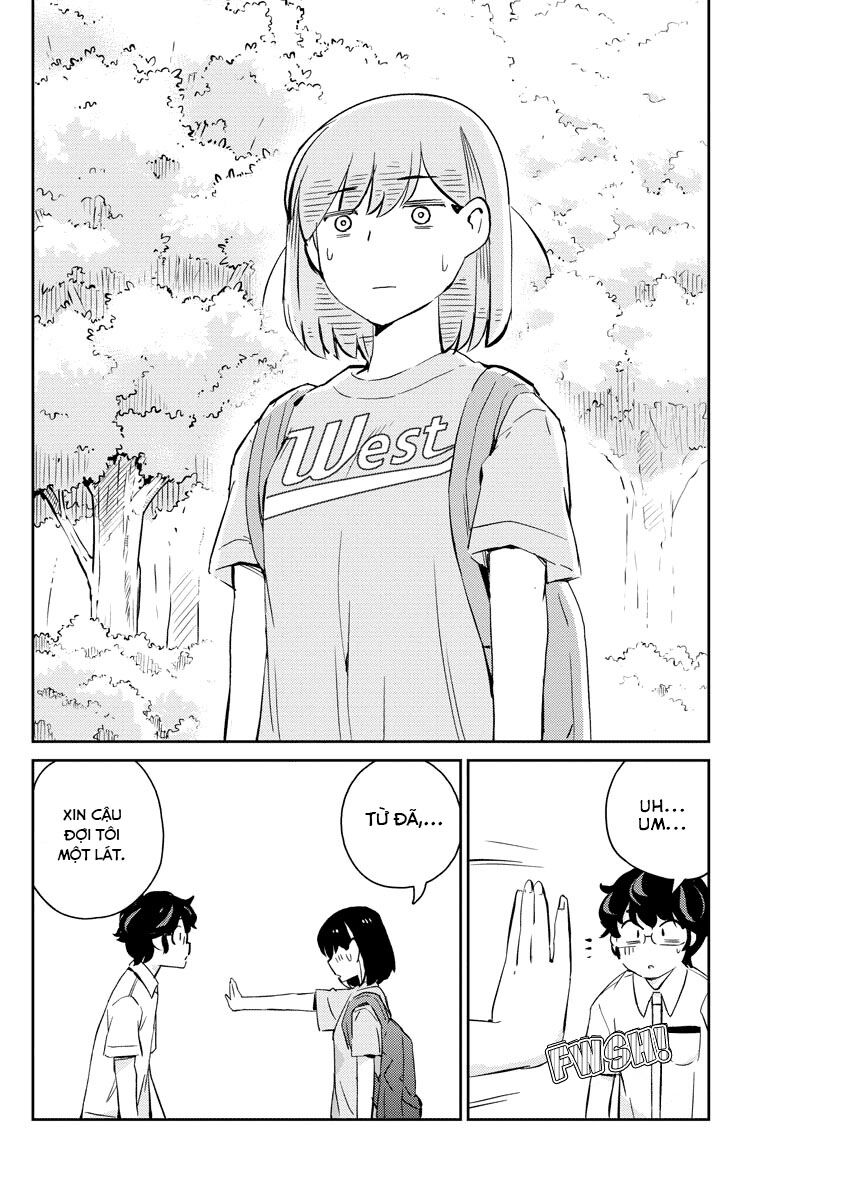 West
UH...
UM...
FWSH!
TỪ ĐÃ,...
XIN CẬU
ĐỢI TÔI
MỘT LÁT.